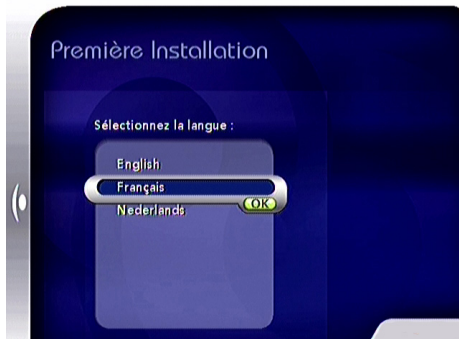 Première Installation
Sélectionnez la langue :
English
Français
OK
Nederlands